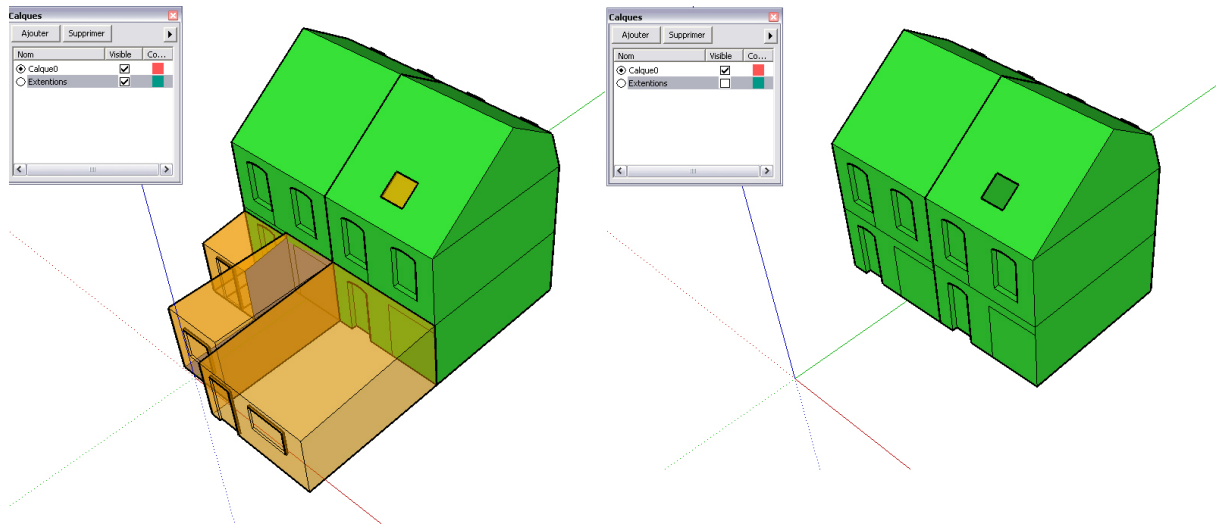 Calques
Ajouter Supprimer
Nom Visible Co...
Calque0
Extentions
Calques
Ajouter Supprimer
Nom Visible Co...
Calque0
Extentions